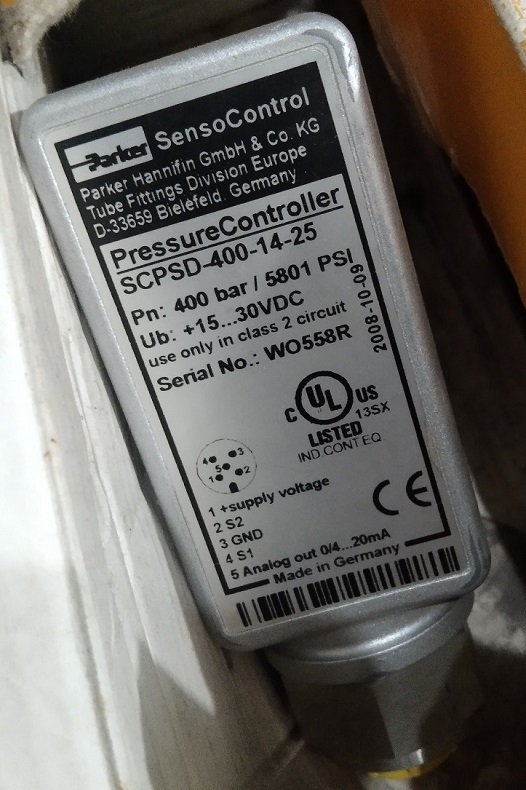 Parker SensoControl
Parker Hannifin GmbH & Co. KG
Tube Fittings Division Europe
D-33659 Bielefeld, Germany
PressureController
SCPSD-400-14-25
Pn: 400 bar / 5801 PSI
Ub: +15...30VDC
use only in class 2 circuit
Serial No.: WO558R
2008-10-09
C UL US
13SX
LISTED
IND CONT EQ
4 3
5
1 2
1 +supply voltage
2 S2
3 GND
4 S1
5 Analog out 0/4...20mA
CE
Made in Germany